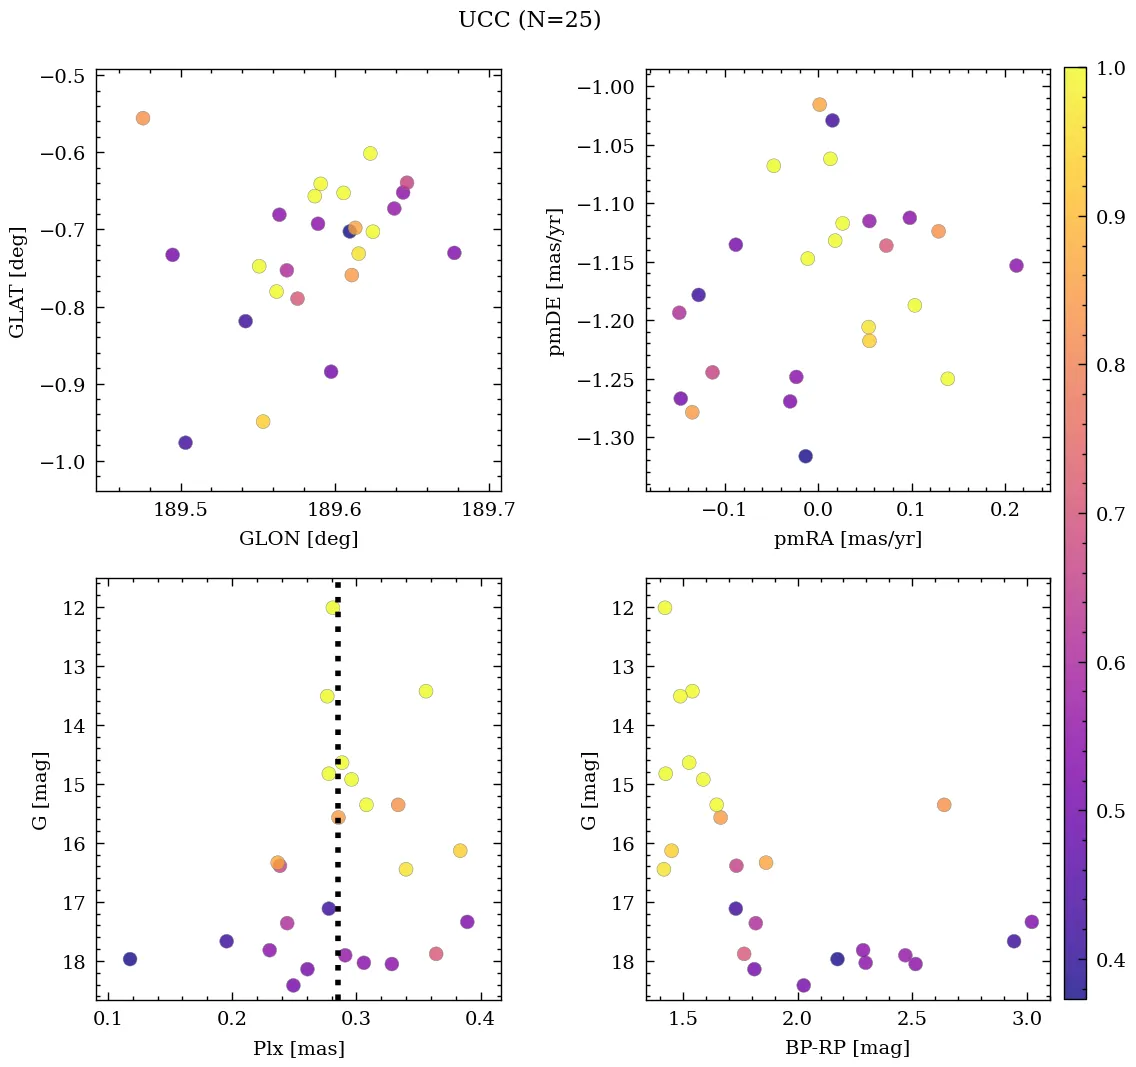 UCC (N=25)
−0.5
−0.6
−0.7
−0.8
−0.9
−1.0
GLAT [deg]
189.5 189.6 189.7
GLON [deg]
−1.00
−1.05
−1.10
−1.15
−1.20
−1.25
−1.30
pmDE [mas/yr]
−0.1 0.0 0.1 0.2
pmRA [mas/yr]
12
13
14
15
16
17
18
G [mag]
0.1 0.2 0.3 0.4
Plx [mas]
12
13
14
15
16
17
18
G [mag]
1.5 2.0 2.5 3.0
BP-RP [mag]
1.0
0.9
0.8
0.7
0.6
0.5
0.4